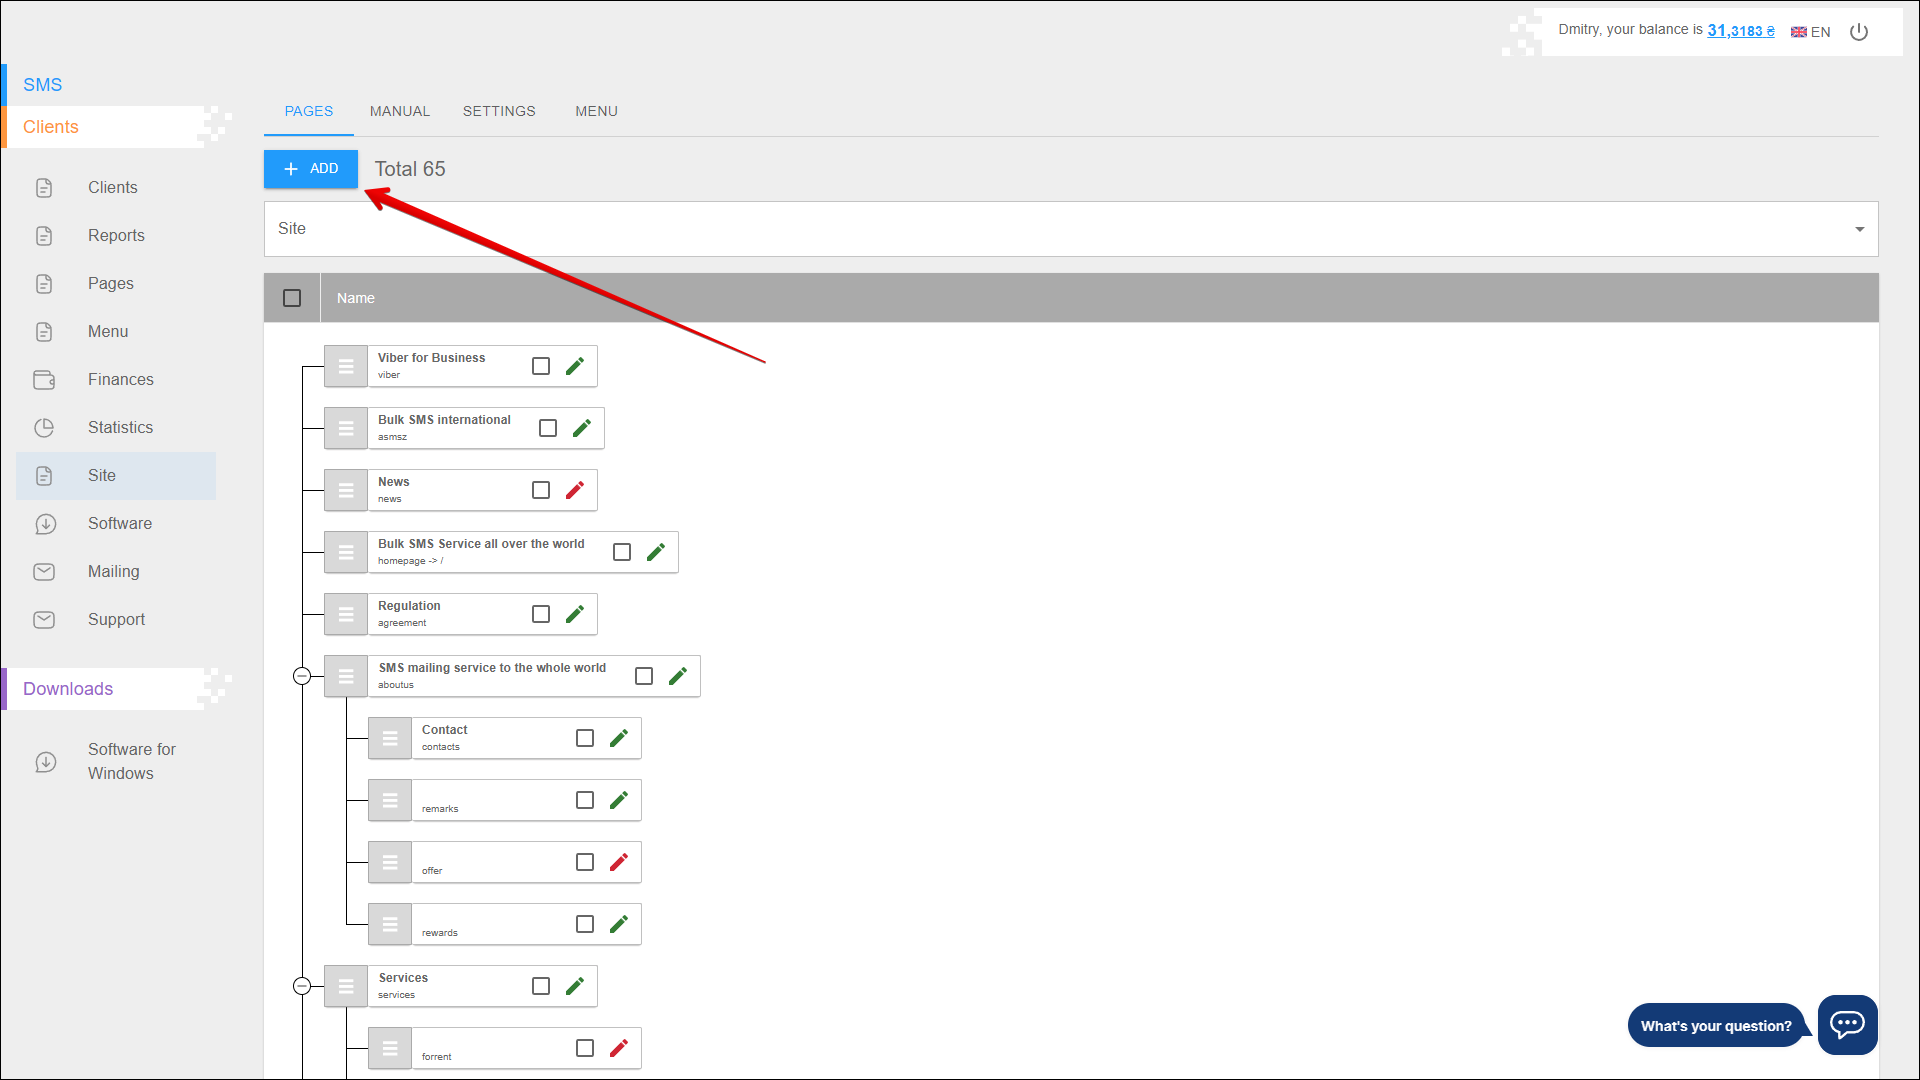 Dmitry, your balance is 31,3183 ₴ EN
SMS
Clients
Clients
Reports
Pages
Menu
Finances
Statistics
Site
Software
Mailing
Support
Downloads
Software for
Windows
PAGES MANUAL SETTINGS MENU
+ ADD Total 65
Site
Name
Viber for Business
viber
Bulk SMS international
asmsz
News
news
Bulk SMS Service all over the world
homepage -> /
Regulation
agreement
SMS mailing service to the whole world
aboutus
Contact
contacts
remarks
offer
rewards
Services
services
forrent
What's your question?